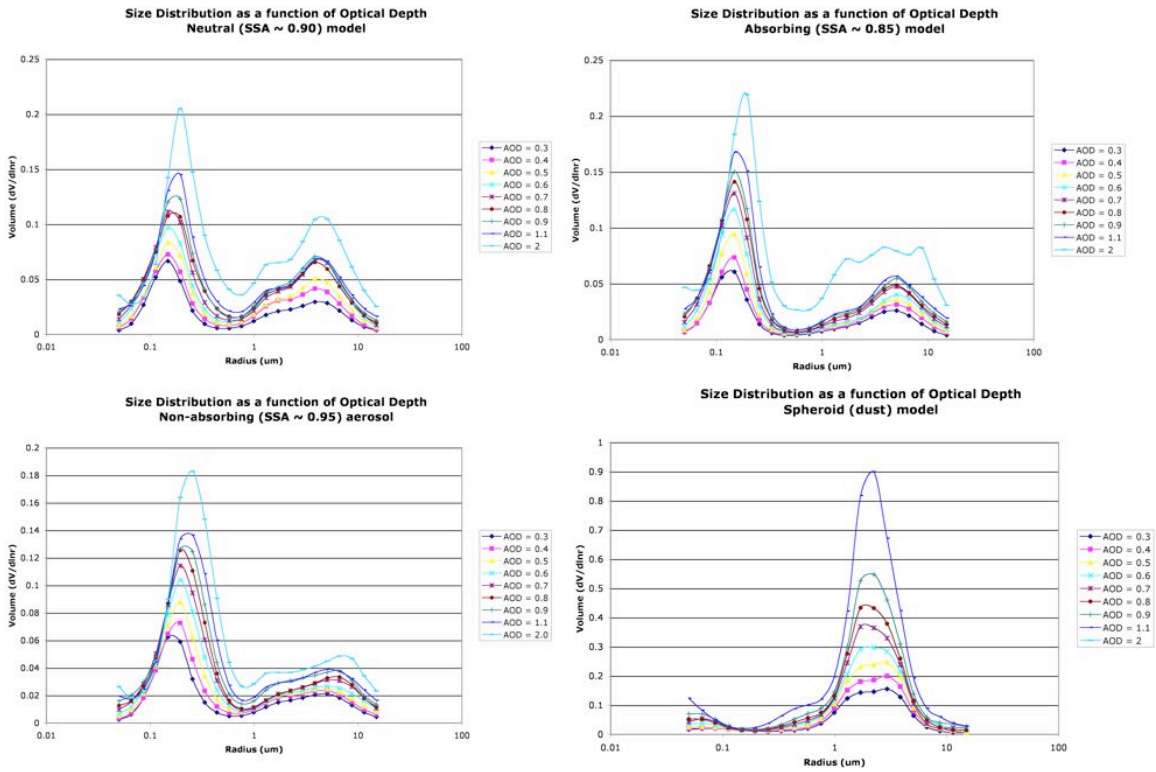 Size Distribution as a function of Optical Depth
Neutral (SSA ~ 0.90) model
0.25
0.2
0.15
0.1
0.05
0
Volume (dV/dlnr)
0.01
0.1
1
10
100
Radius (um)
AOD = 0.3
AOD = 0.4
AOD = 0.5
AOD = 0.6
AOD = 0.7
AOD = 0.8
AOD = 0.9
AOD = 1.1
AOD = 2
Size Distribution as a function of Optical Depth
Absorbing (SSA ~ 0.85) model
0.25
0.2
0.15
0.1
0.05
0
Volume (dV/dlnr)
0.01
0.1
1
10
100
Radius (um)
AOD = 0.3
AOD = 0.4
AOD = 0.5
AOD = 0.6
AOD = 0.7
AOD = 0.8
AOD = 0.9
AOD = 1.1
AOD = 2
Size Distribution as a function of Optical Depth
Non-absorbing (SSA ~ 0.95) aerosol
0.2
0.18
0.16
0.14
0.12
0.1
0.08
0.06
0.04
0.02
0
Volume (dV/dlnr)
0.01
0.1
1
10
100
Radius (um)
AOD = 0.3
AOD = 0.4
AOD = 0.5
AOD = 0.6
AOD = 0.7
AOD = 0.8
AOD = 0.9
AOD = 1.1
AOD = 2.0
Size Distribution as a function of Optical Depth
Spheroid (dust) model
1
0.9
0.8
0.7
0.6
0.5
0.4
0.3
0.2
0.1
0
Volume (dV/dlnr)
0.01
0.1
1
10
100
Radius (um)
AOD = 0.3
AOD = 0.4
AOD = 0.5
AOD = 0.6
AOD = 0.7
AOD = 0.8
AOD = 0.9
AOD = 1.1
AOD = 2